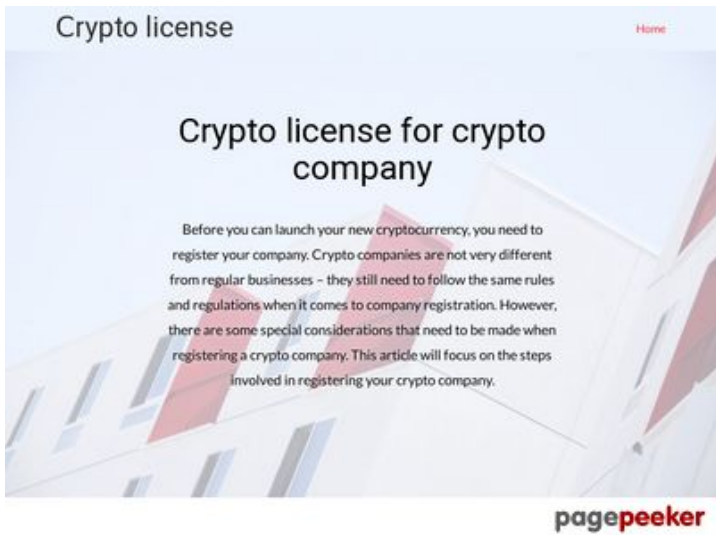 Crypto license
Home
Crypto license for crypto
company
Before you can launch your new cryptocurrency, you need to
register your company. Crypto companies are not very different
from regular businesses – they still need to follow the same rules
and regulations when it comes to company registration. However,
there are some special considerations that need to be made when
registering a crypto company. This article will focus on the steps
involved in registering your crypto company.
pagepeeker